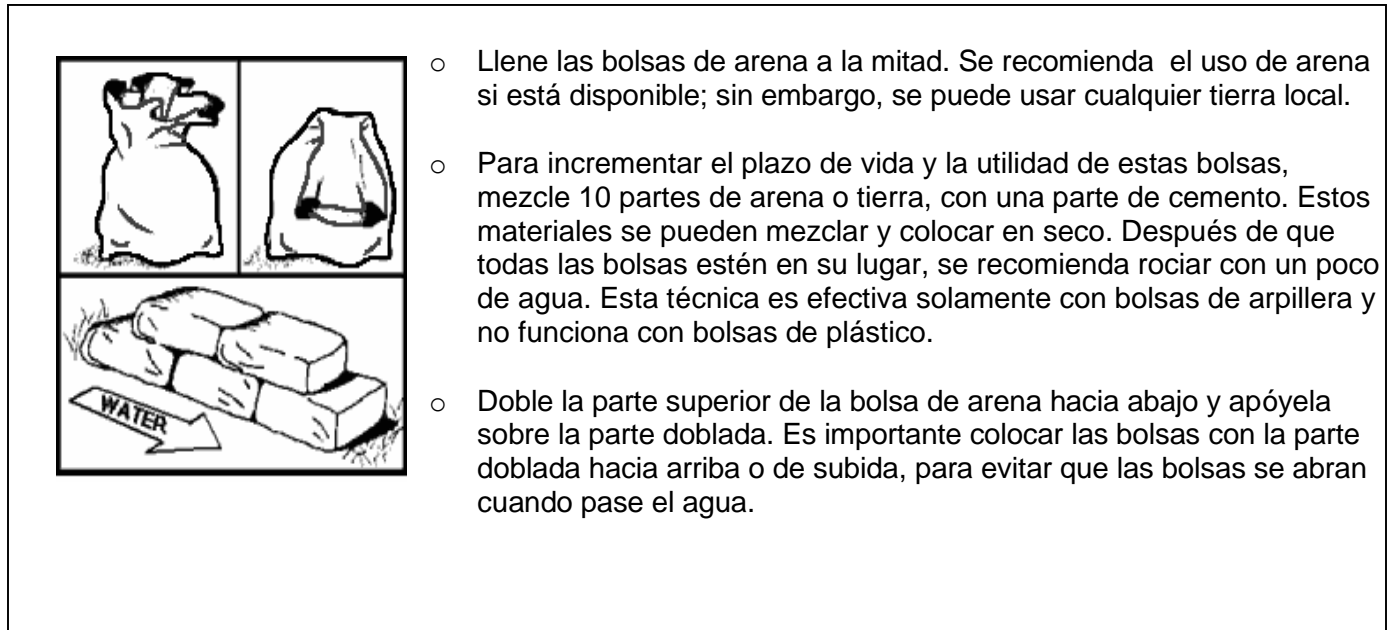 ○ Llene las bolsas de arena a la mitad. Se recomienda  el uso de arena
si está disponible; sin embargo, se puede usar cualquier tierra local.
○ Para incrementar el plazo de vida y la utilidad de estas bolsas,
mezcle 10 partes de arena o tierra, con una parte de cemento. Estos
materiales se pueden mezclar y colocar en seco. Después de que
todas las bolsas estén en su lugar, se recomienda rociar con un poco
de agua. Esta técnica es efectiva solamente con bolsas de arpillera y
no funciona con bolsas de plástico.
○ Doble la parte superior de la bolsa de arena hacia abajo y apóyela
sobre la parte doblada. Es importante colocar las bolsas con la parte
doblada hacia arriba o de subida, para evitar que las bolsas se abran
cuando pase el agua.
WATER